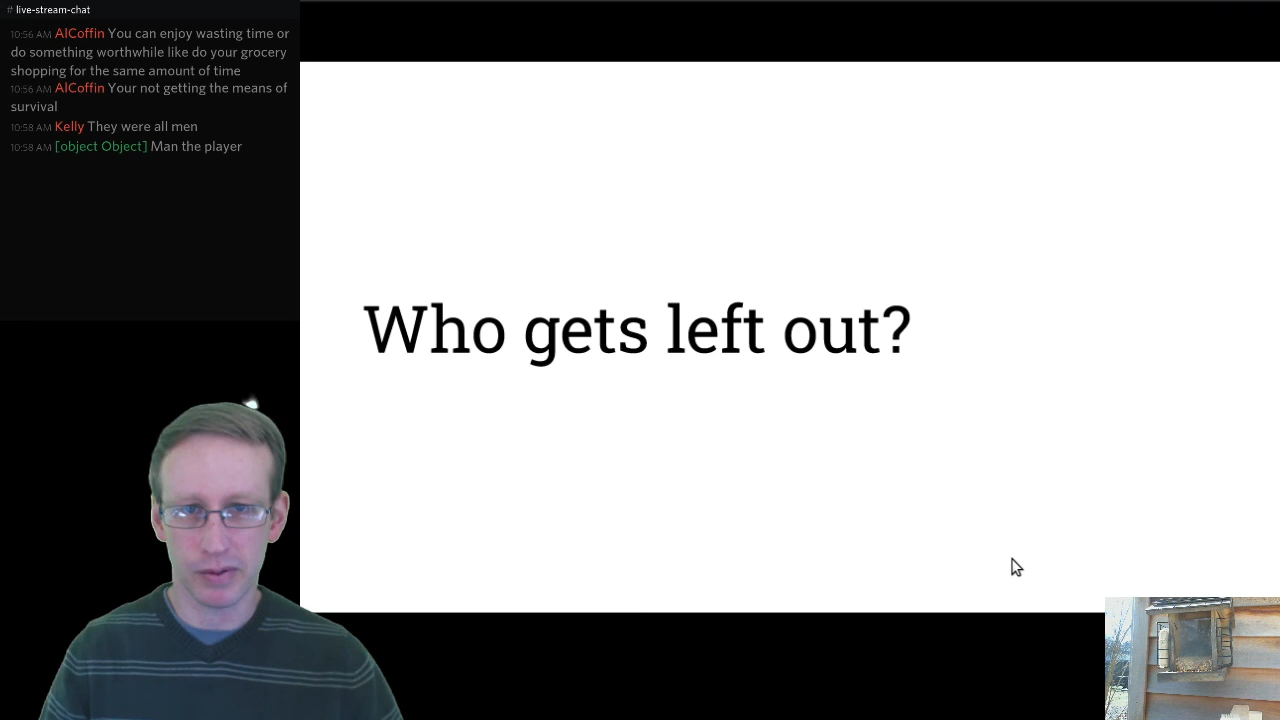 # live-stream-chat
10:56 AM AlCoffin You can enjoy wasting time or
do something worthwhile like do your grocery
shopping for the same amount of time
10:56 AM AlCoffin Your not getting the means of
survival
10:58 AM Kelly They were all men
10:58 AM [object Object] Man the player
Who gets left out?